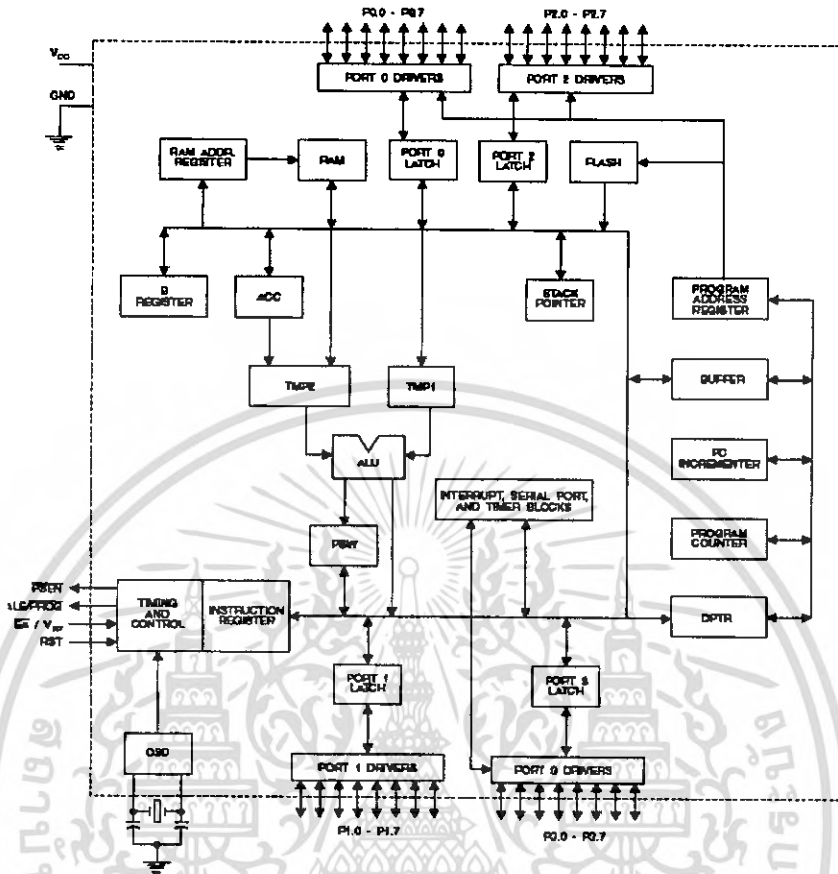 P0.0 - P0.7
P2.0 - P2.7
VCC
GND
PORT 0 DRIVERS
PORT 2 DRIVERS
RAM ADDR.
REGISTER
RAM
PORT 0
LATCH
PORT 2
LATCH
FLASH
B
REGISTER
ACC
STACK
POINTER
PROGRAM
ADDRESS
REGISTER
TMP2
TMP1
BUFFER
ALU
PC
INCREMENTER
INTERRUPT, SERIAL PORT,
AND TIMER BLOCKS
PSW
PROGRAM
COUNTER
PSEN
ALE/PROG
EA / VPP
RST
TIMING
AND
CONTROL
INSTRUCTION
REGISTER
DPTR
PORT 1
LATCH
PORT 3
LATCH
OSC
PORT 1 DRIVERS
PORT 3 DRIVERS
P1.0 - P1.7
P3.0 - P3.7